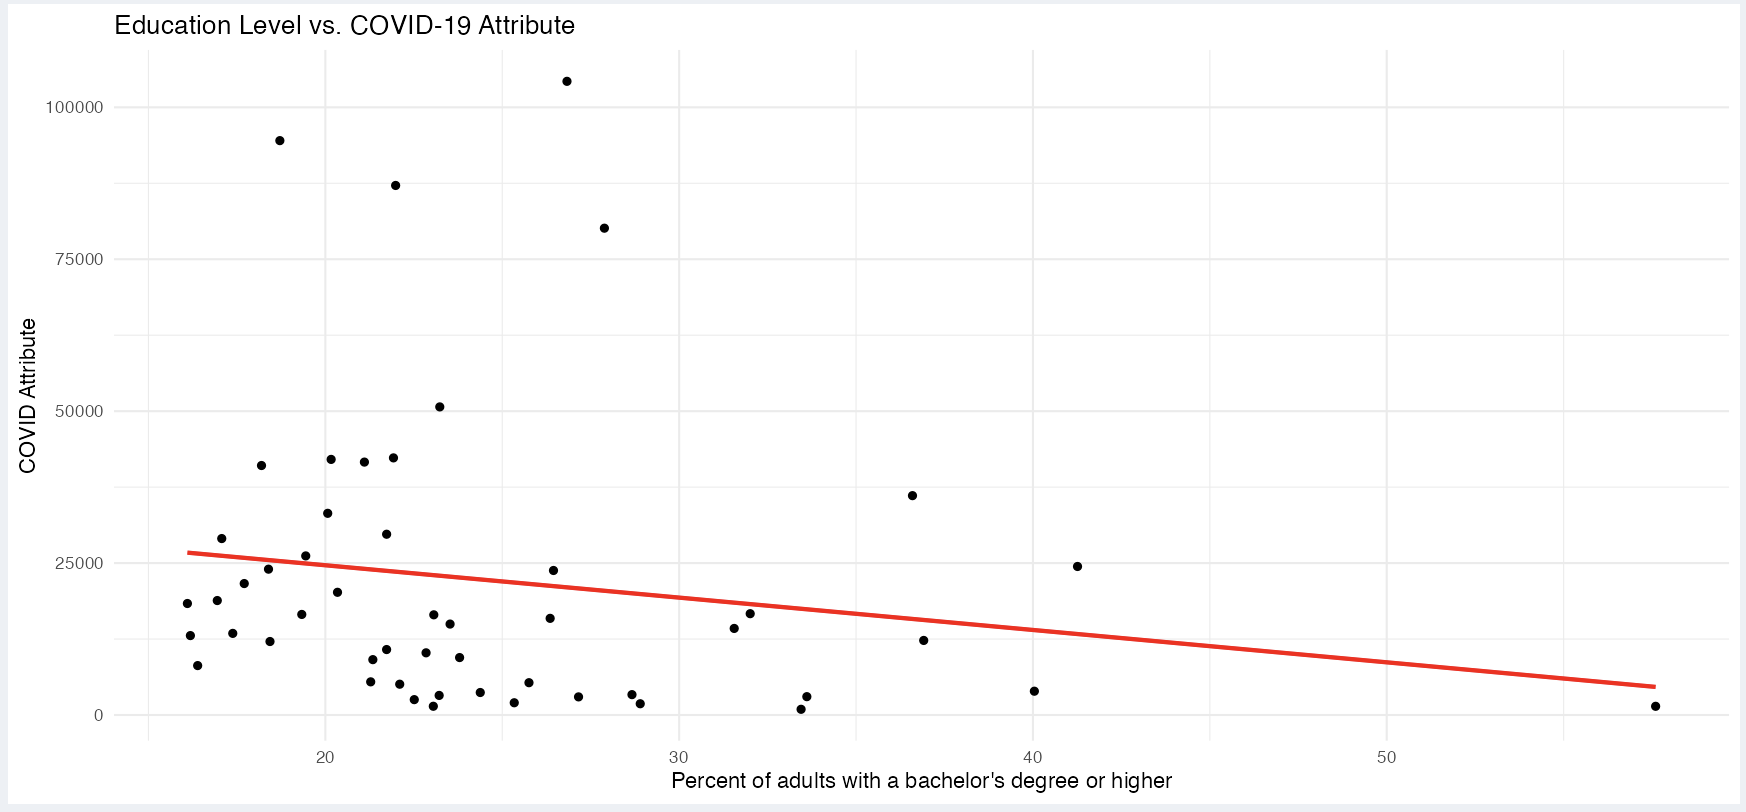 Education Level vs. COVID-19 Attribute
100000
75000
50000
25000
0
COVID Attribute
20 30 40 50
Percent of adults with a bachelor's degree or higher